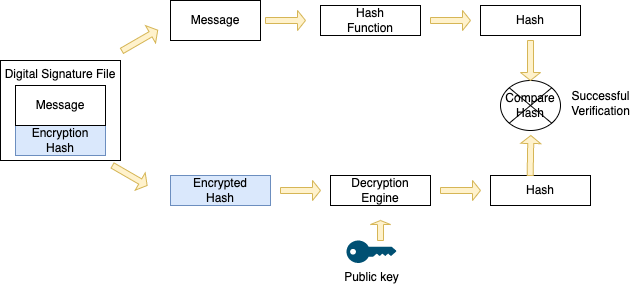 Message
Hash
Function
Hash
Digital Signature File
Message
Encryption
Hash
Compare
Hash
Successful
Verification
Encrypted
Hash
Decryption
Engine
Hash
Public key